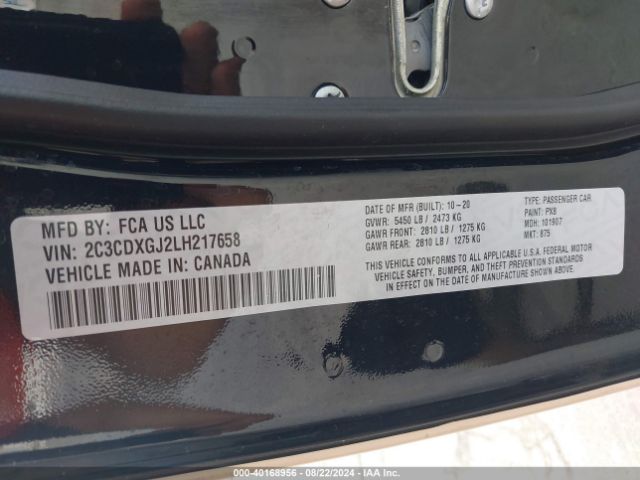 MFD BY: FCA US LLC
VIN: 2C3CDXGJ2LH217658
VEHICLE MADE IN: CANADA
DATE OF MFR (BUILT): 10-20
GVWR: 5450 LB / 2473 KG
GAWR FRONT: 2810 LB / 1275 KG
GAWR REAR: 2810 LB / 1275 KG
TYPE: PASSENGER CAR
PAINT: PX8
MDH: 101907
MKT: 875
THIS VEHICLE CONFORMS TO ALL U.S.A. FEDERAL MOTOR
VEHICLE SAFETY, BUMPER, AND THEFT PREVENTION STANDARDS
IN EFFECT ON THE DATE OF MANUFACTURE SHOWN ABOVE
000-40168956 - 08/22/2024 - IAA Inc.